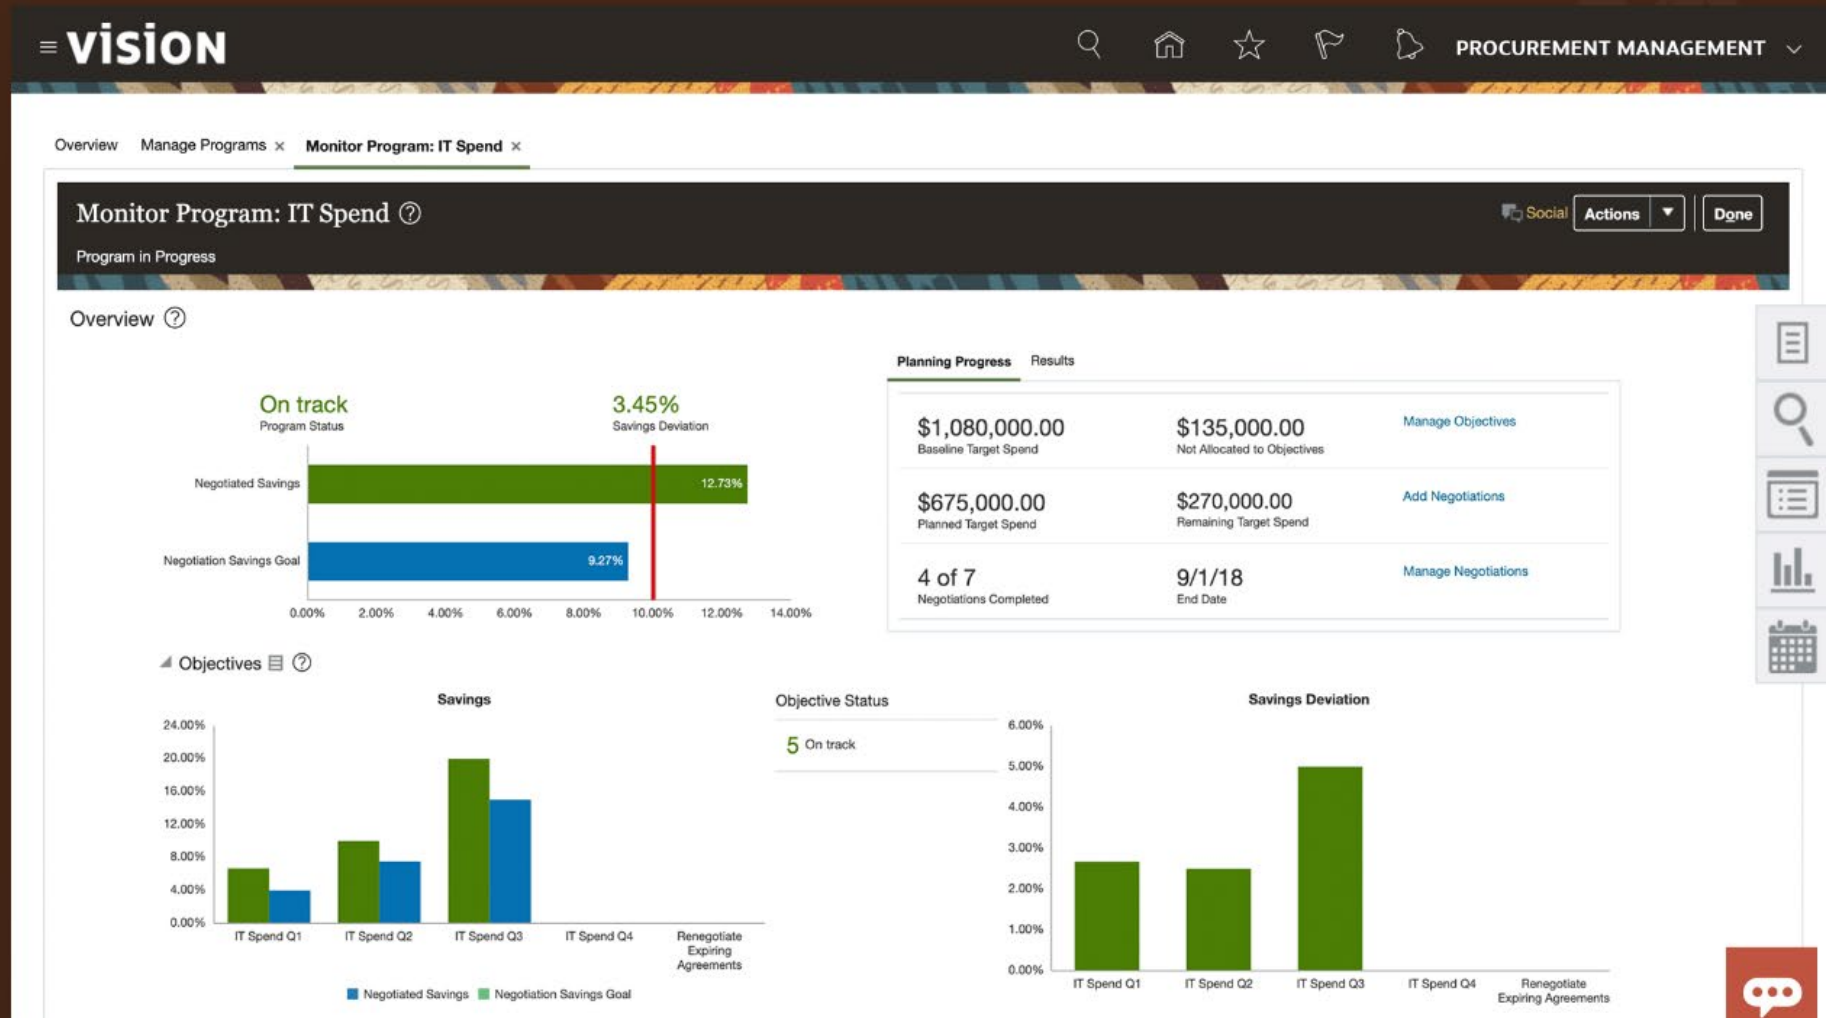 vision
PROCUREMENT MANAGEMENT
Overview Manage Programs × Monitor Program: IT Spend ×
Monitor Program: IT Spend ?
Social Actions Done
Program in Progress
Overview ?
On track
Program Status
3.45%
Savings Deviation
Negotiated Savings
12.73%
Negotiation Savings Goal
9.27%
0.00% 2.00% 4.00% 6.00% 8.00% 10.00% 12.00% 14.00%
Planning Progress Results
$1,080,000.00
Baseline Target Spend
$135,000.00
Not Allocated to Objectives
Manage Objectives
$675,000.00
Planned Target Spend
$270,000.00
Remaining Target Spend
Add Negotiations
4 of 7
Negotiations Completed
9/1/18
End Date
Manage Negotiations
Objectives ?
Savings
24.00%
20.00%
16.00%
12.00%
8.00%
4.00%
0.00%
IT Spend Q1
IT Spend Q2
IT Spend Q3
IT Spend Q4
Renegotiate
Expiring
Agreements
Negotiated Savings Negotiation Savings Goal
Objective Status
5 On track
Savings Deviation
6.00%
5.00%
4.00%
3.00%
2.00%
1.00%
0.00%
IT Spend Q1
IT Spend Q2
IT Spend Q3
IT Spend Q4
Renegotiate
Expiring Agreements